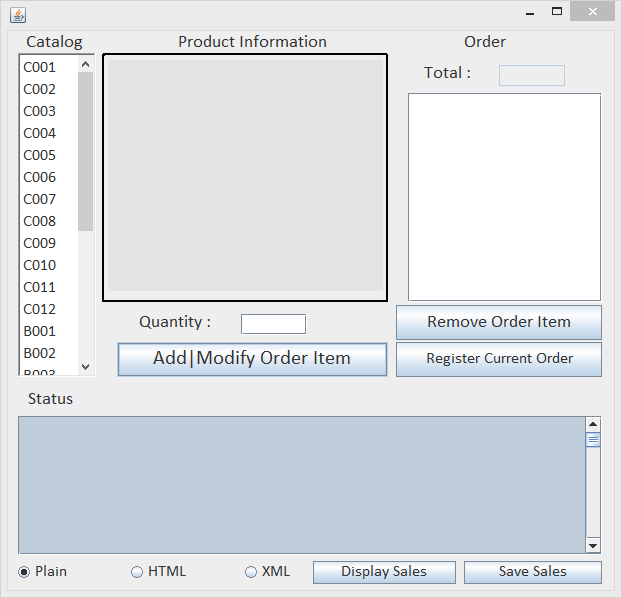 Catalog
Product Information
Order
C001
C002
C003
C004
C005
C006
C007
C008
C009
C010
C011
C012
B001
B002
B003
Total :
Quantity :
Add|Modify Order Item
Remove Order Item
Register Current Order
Status
Plain
HTML
XML
Display Sales
Save Sales